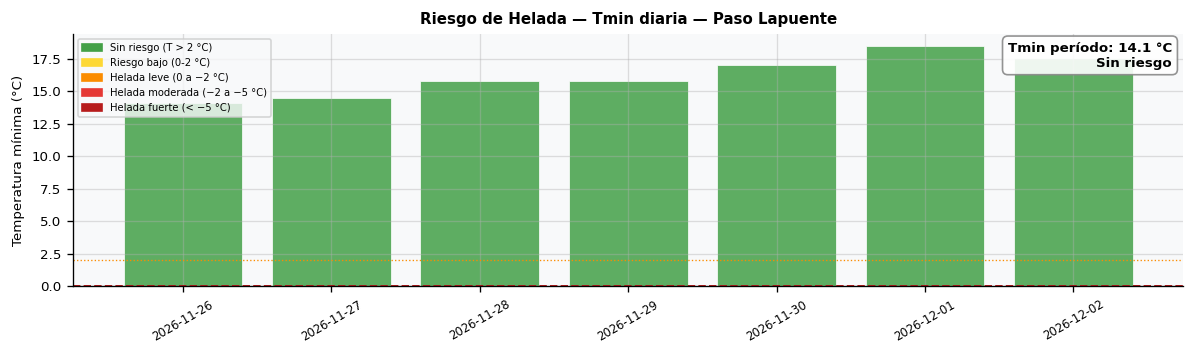 Riesgo de Helada — Tmin diaria — Paso Lapuente
Temperatura mínima (°C)
17.5
15.0
12.5
10.0
7.5
5.0
2.5
0.0
Sin riesgo (T > 2 °C)
Riesgo bajo (0-2 °C)
Helada leve (0 a −2 °C)
Helada moderada (−2 a −5 °C)
Helada fuerte (< −5 °C)
Tmin período: 14.1 °C
Sin riesgo
2026-11-26
2026-11-27
2026-11-28
2026-11-29
2026-11-30
2026-12-01
2026-12-02